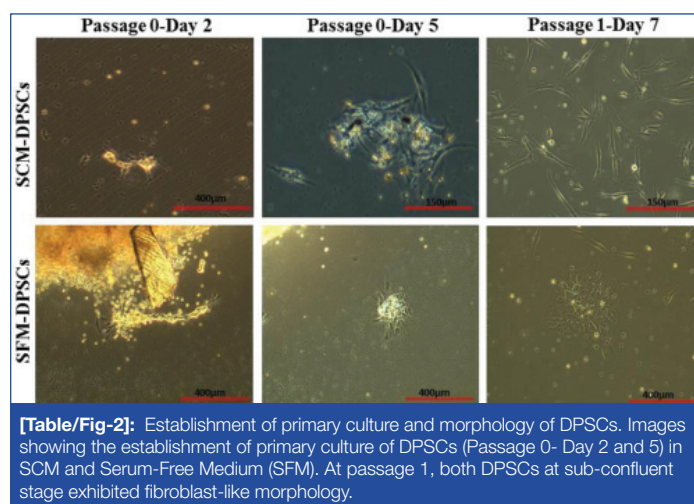 Passage 0-Day 2 Passage 0-Day 5 Passage 1-Day 7
SCM-DPSCs
400µm 150µm 150µm
SFM-DPSCs
400µm 400µm 400µm
[Table/Fig-2]: Establishment of primary culture and morphology of DPSCs. Images
showing the establishment of primary culture of DPSCs (Passage 0- Day 2 and 5) in
SCM and Serum-Free Medium (SFM). At passage 1, both DPSCs at sub-confluent
stage exhibited fibroblast-like morphology.